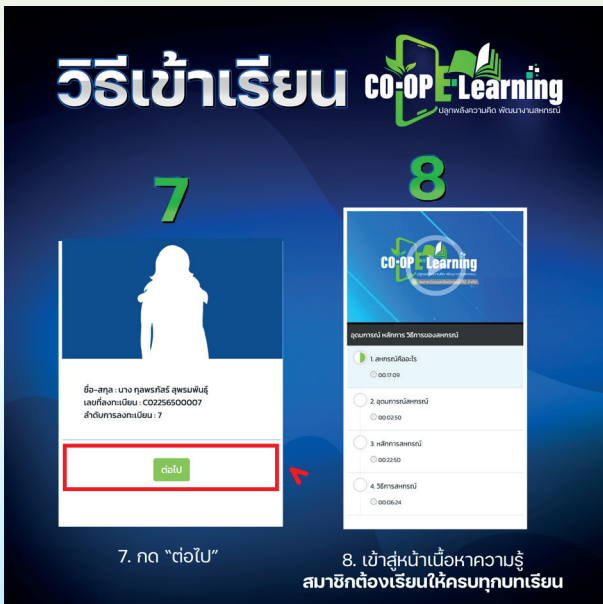 วิธีเข้าเรียน
CO-OP E-Learning
ปลูกพลังความคิด พัฒนางานสหกรณ์
7
8
ชื่อ-สกุล : นาง กุลพรภัสร์ สุพรมพันธุ์
เลขที่ลงทะเบียน : C02256500007
ลำดับการลงทะเบียน : 7
ต่อไป
CO-OP E-Learning
อุดมการณ์ หลักการ วิธีการของสหกรณ์
1. สหกรณ์คืออะไร
00:17:09
2. อุดมการณ์สหกรณ์
00:02:50
3. หลักการสหกรณ์
00:22:50
4. วิธีการสหกรณ์
00:06:24
7. กด “ต่อไป”
8. เข้าสู่หน้าเนื้อหาความรู้
สมาชิกต้องเรียนให้ครบทุกบทเรียน